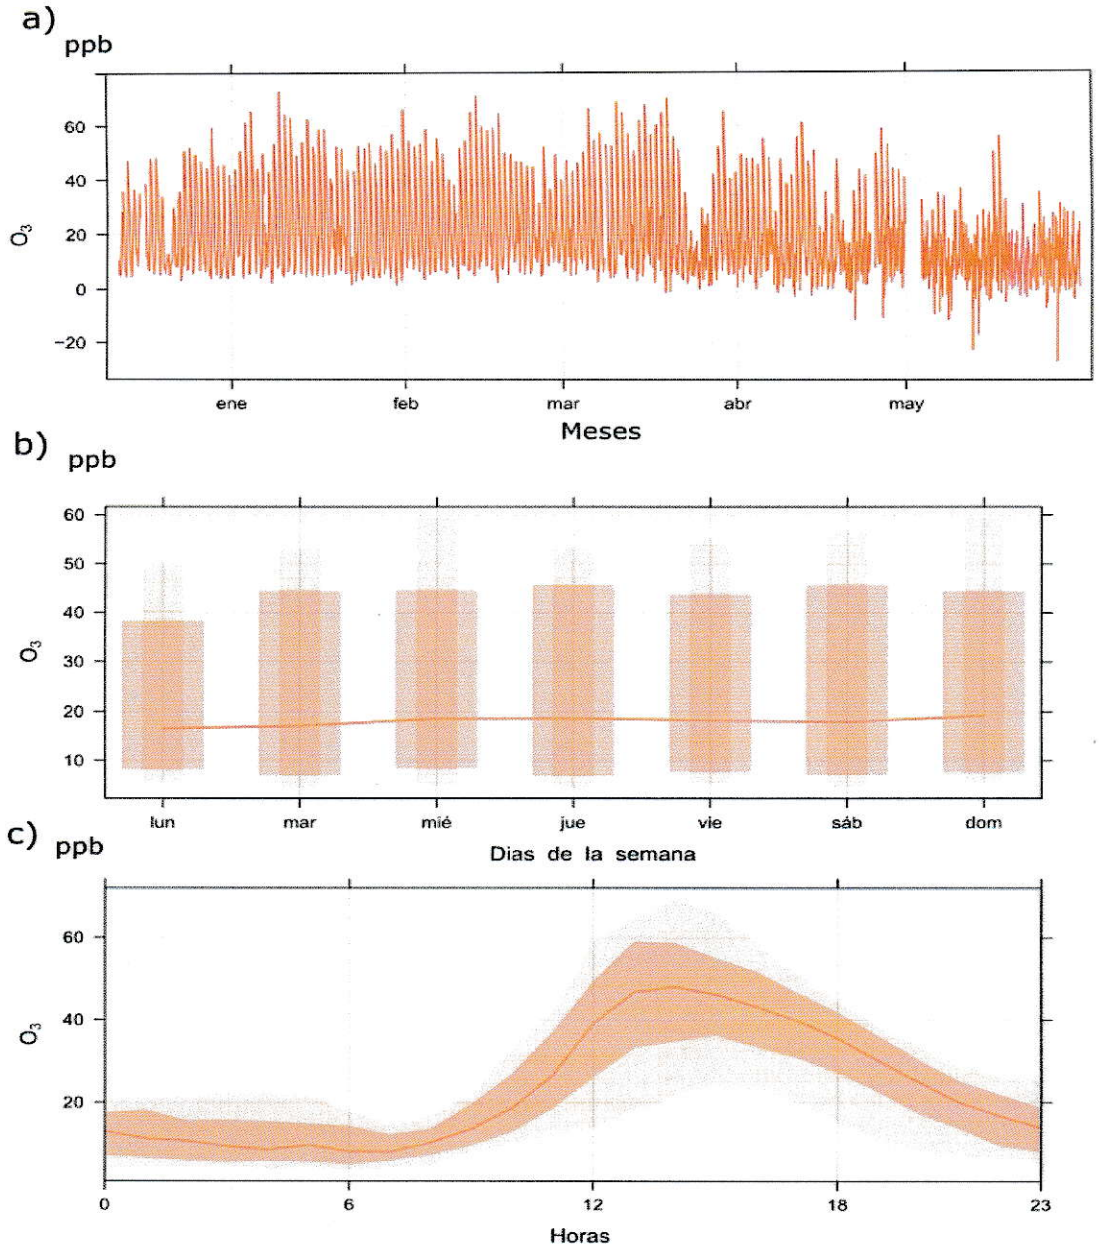 a)
ppb
60
40
20
0
−20
O₃
ene feb mar abr may
Meses
b)
ppb
60
50
40
30
20
10
O₃
lun mar mié jue vie sáb dom
Dias de la semana
c)
ppb
60
40
20
O₃
0 6 12 18 23
Horas